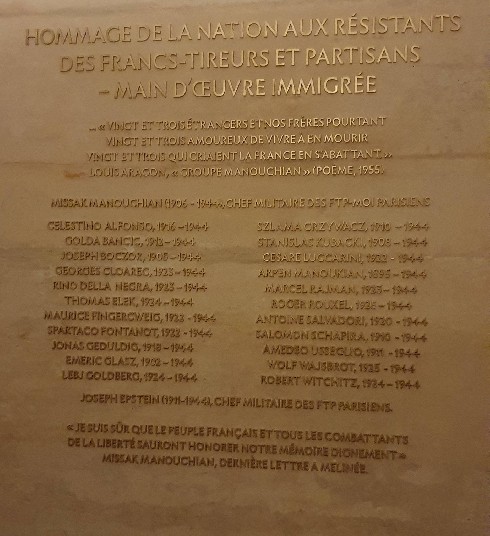 HOMMAGE DE LA NATION AUX RÉSISTANTS
DES FRANCS-TIREURS ET PARTISANS
– MAIN D'ŒUVRE IMMIGRÉE
... « VINGT ET TROIS ÉTRANGERS ET NOS FRÈRES POURTANT
VINGT ET TROIS AMOUREUX DE VIVRE À EN MOURIR
VINGT ET TROIS QUI CRIAIENT LA FRANCE EN S'ABATTANT. »
LOUIS ARAGON, « GROUPE MANOUCHIAN » (POÈME, 1955).
MISSAK MANOUCHIAN (1906 - 1944), CHEF MILITAIRE DES FTP-MOI PARISIENS
CELESTINO ALFONSO, 1916 – 1944
GOLDA BANCIC, 1912 – 1944
JOSEPH BOCZOR, 1905 – 1944
GEORGES CLOAREC, 1923 – 1944
RINO DELLA NEGRA, 1923 – 1944
THOMAS ELEK, 1924 – 1944
MAURICE FINGERCWEIG, 1923 - 1944
SPARTACO FONTANOT, 1922 - 1944
JONAS GEDULDIG, 1918 – 1944
EMERIC GLASZ, 1902 – 1944
LEJB GOLDBERG, 1924 – 1944
SZLAMA GRZYWACZ, 1910 – 1944
STANISLAS KUBACKI, 1908 – 1944
CESARE LUCCARINI, 1922 – 1944
ARPEN MANOUKIAN, 1895 – 1944
MARCEL RAJMAN, 1923 – 1944
ROGER ROUXEL, 1925 – 1944
ANTOINE SALVADORI, 1920 - 1944
SALOMON SCHAPIRA, 1910 - 1944
AMEDEO USSEGLIO, 1911 - 1944
WOLF WAJSBROT, 1925 - 1944
ROBERT WITCHITZ, 1924 – 1944
JOSEPH EPSTEIN (1911-1944), CHEF MILITAIRE DES FTP PARISIENS.
« JE SUIS SÛR QUE LE PEUPLE FRANÇAIS ET TOUS LES COMBATTANTS
DE LA LIBERTÉ SAURONT HONORER NOTRE MÉMOIRE DIGNEMENT »
MISSAK MANOUCHIAN, DERNIÈRE LETTRE À MELINÉE.